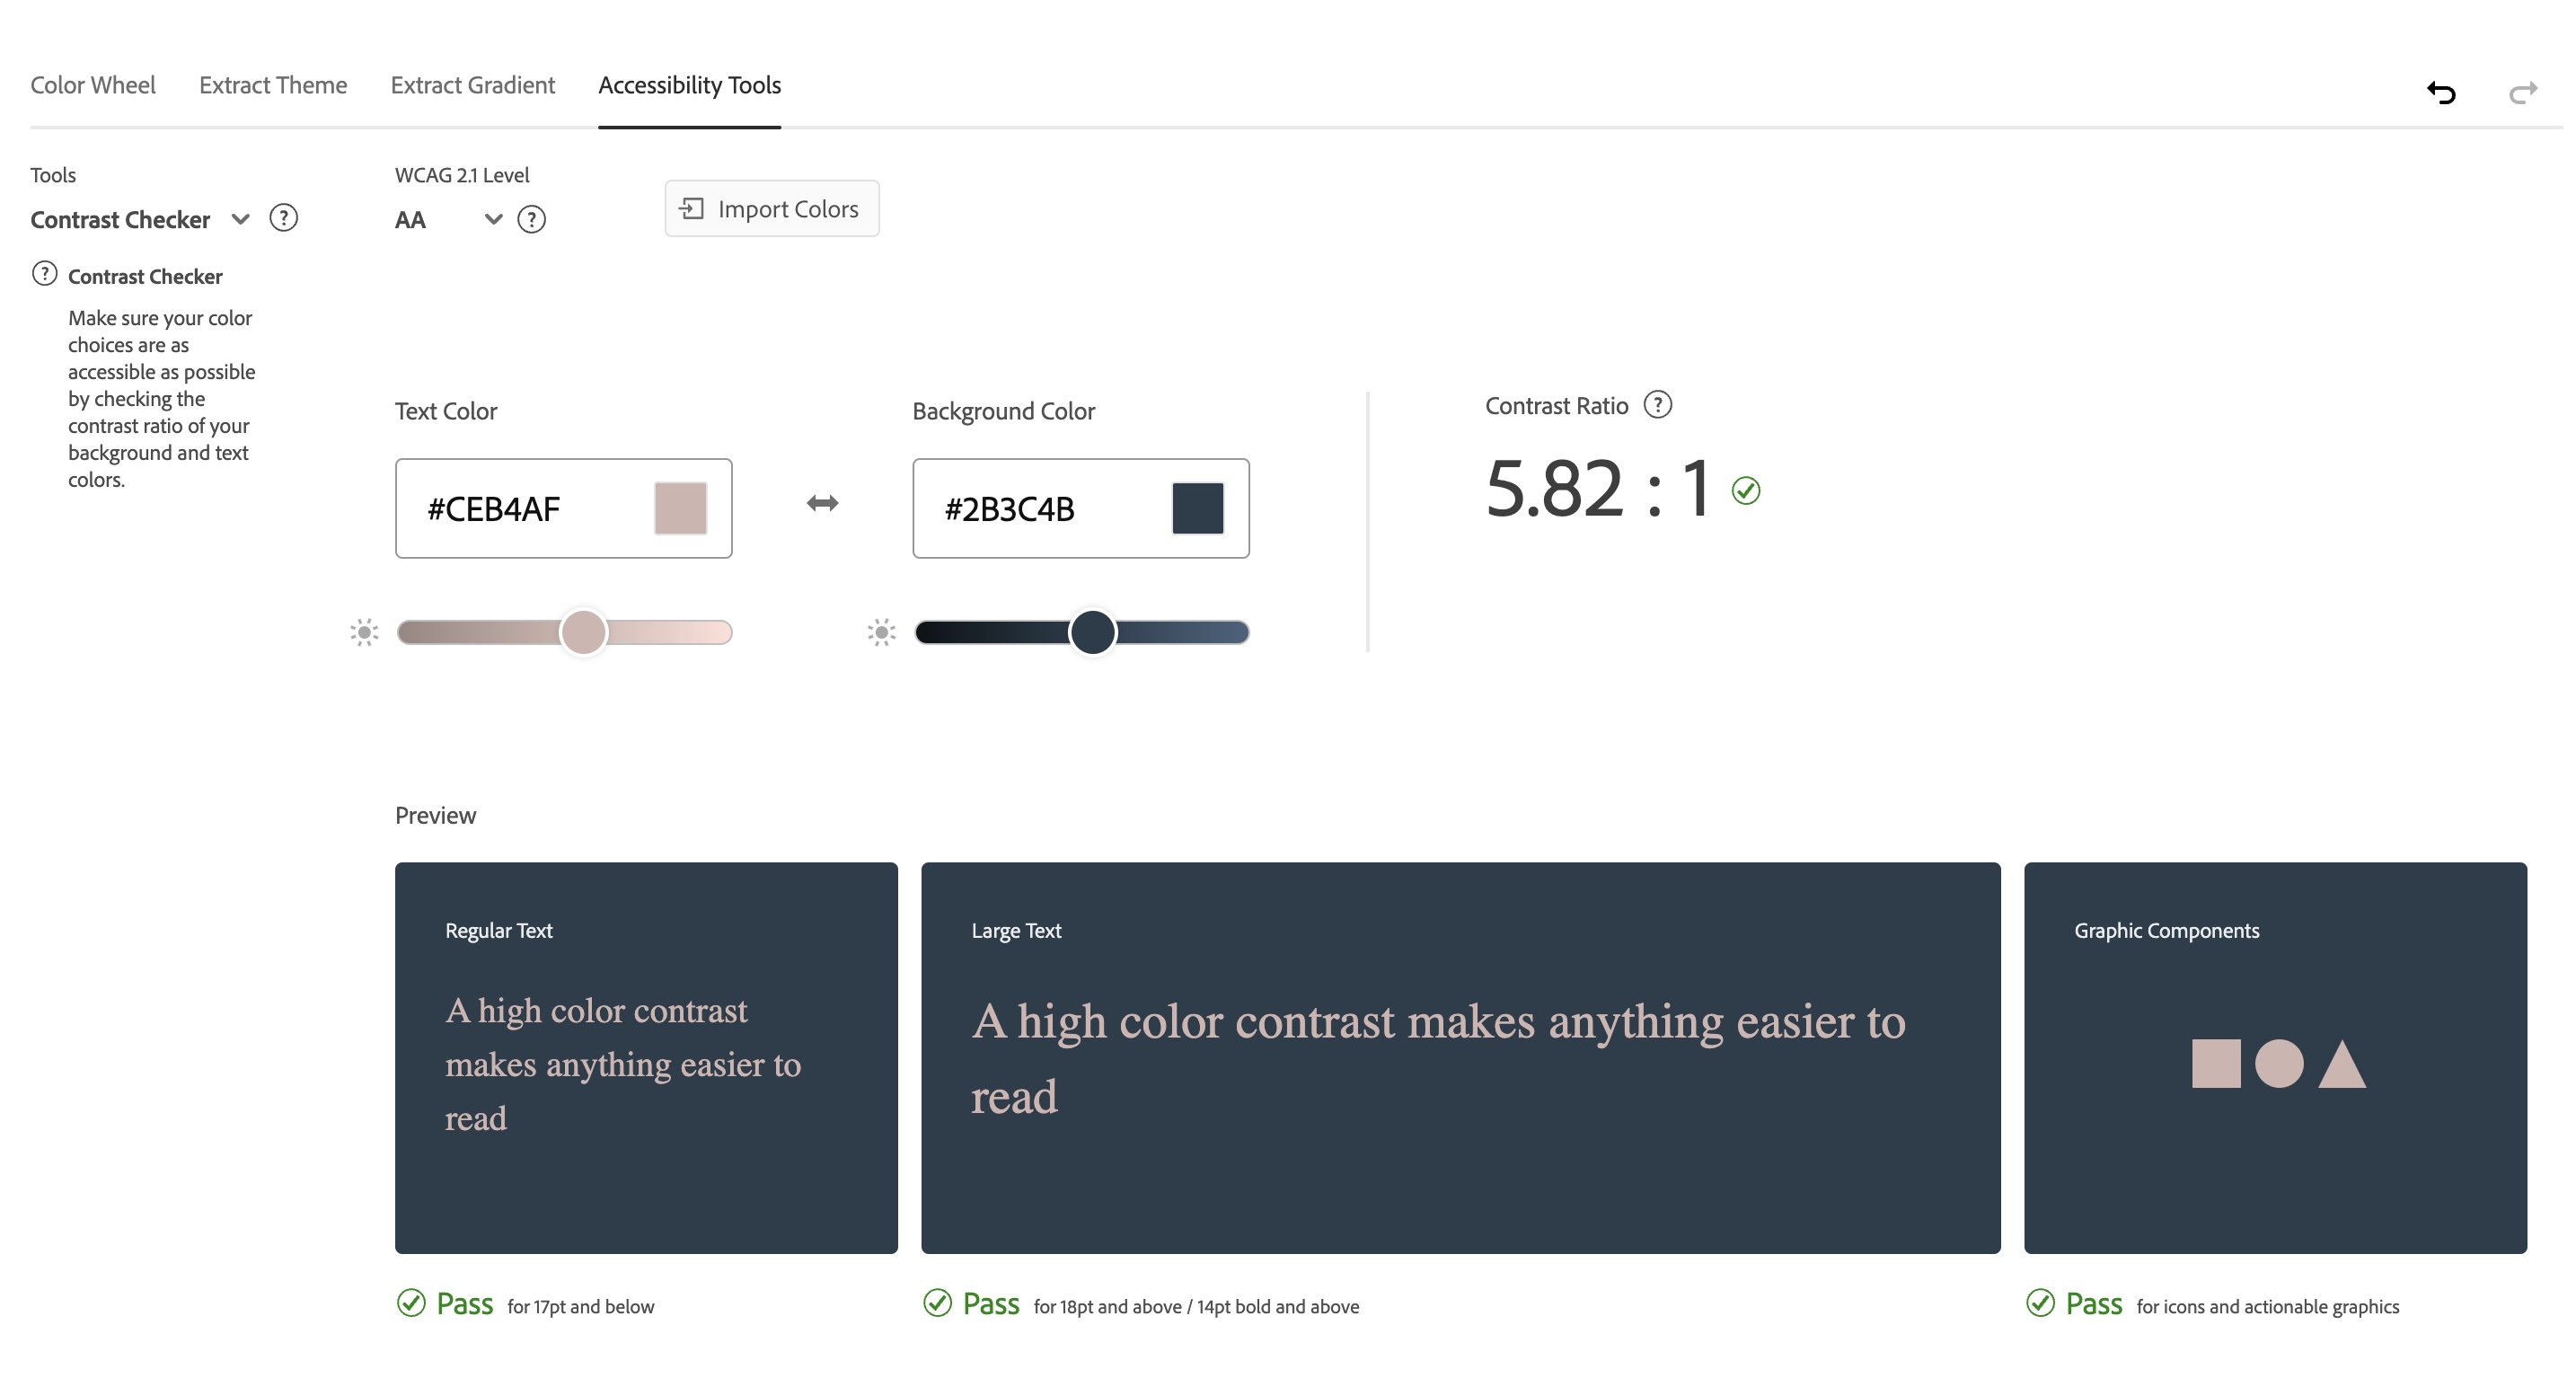 Color Wheel Extract Theme Extract Gradient Accessibility Tools
Tools
Contrast Checker
WCAG 2.1 Level
AA
Import Colors
Contrast Checker
Make sure your color
choices are as
accessible as possible
by checking the
contrast ratio of your
background and text
colors.
Text Color
#CEB4AF
Background Color
#2B3C4B
Contrast Ratio
5.82 : 1
Preview
Regular Text
A high color contrast
makes anything easier to
read
Pass for 17pt and below
Large Text
A high color contrast makes anything easier to
read
Pass for 18pt and above / 14pt bold and above
Graphic Components
Pass for icons and actionable graphics